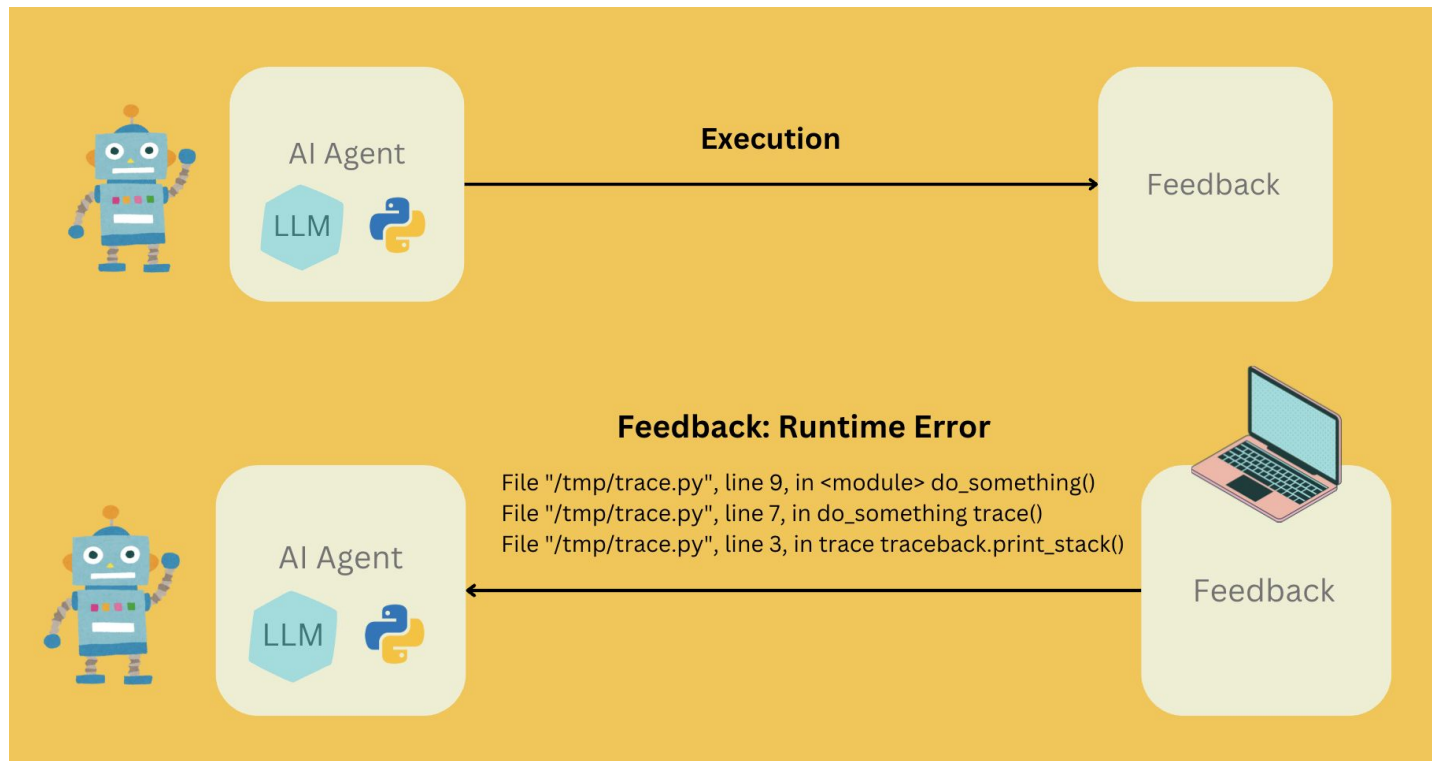 AI Agent
LLM
Execution
Feedback
Feedback: Runtime Error
File "/tmp/trace.py", line 9, in <module> do_something()
File "/tmp/trace.py", line 7, in do_something trace()
File "/tmp/trace.py", line 3, in trace traceback.print_stack()
AI Agent
LLM
Feedback